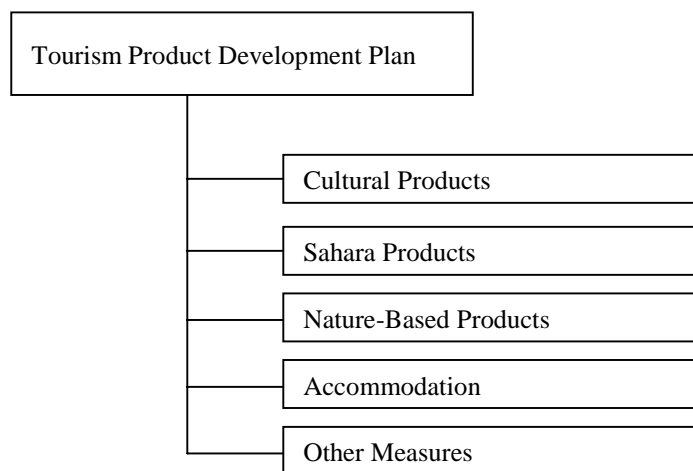 Tourism Product Development Plan
Cultural Products
Sahara Products
Nature-Based Products
Accommodation
Other Measures